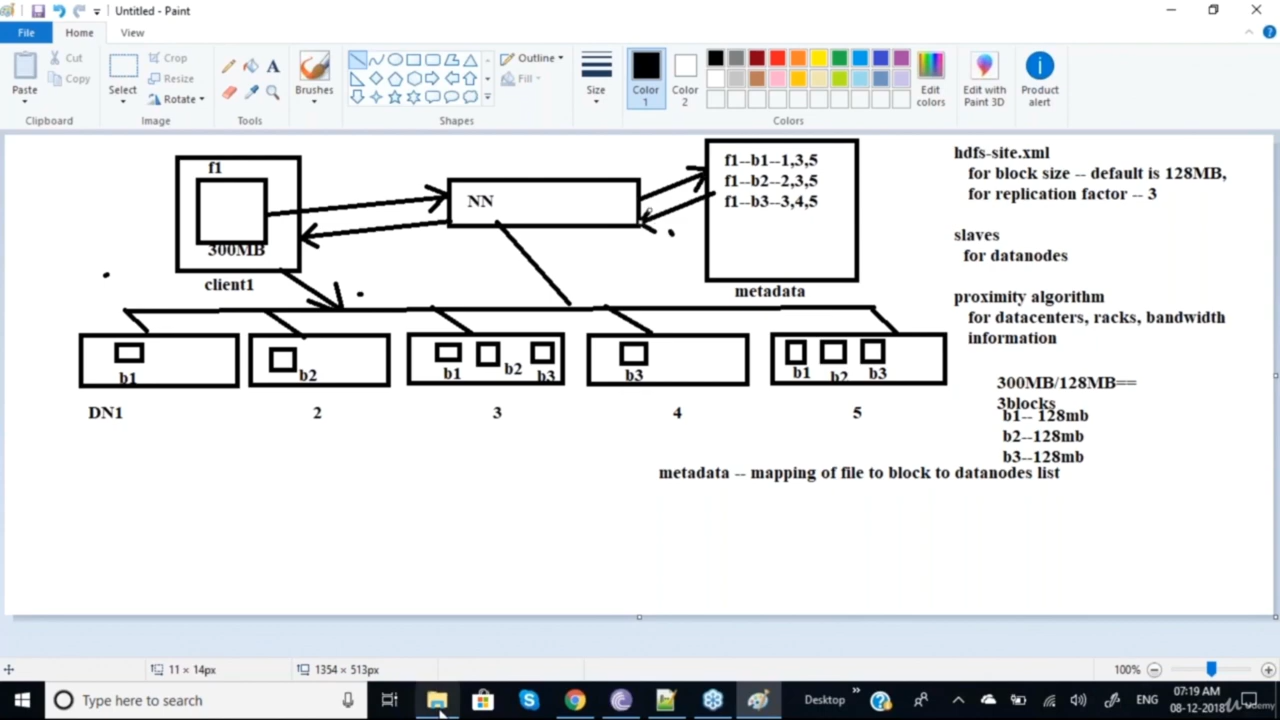 Untitled - Paint
File
Home
View
Paste
Cut
Copy
Clipboard
Select
Crop
Resize
Rotate
Image
Tools
Brushes
Outline
Fill
Shapes
Size
Color
1
Color
2
Colors
Edit
colors
Edit with
Paint 3D
Product
alert
f1
300MB
client1
NN
f1--b1--1,3,5
f1--b2--2,3,5
f1--b3--3,4,5
metadata
hdfs-site.xml
for block size -- default is 128MB,
for replication factor -- 3
slaves
for datanodes
proximity algorithm
for datacenters, racks, bandwidth
information
300MB/128MB==
3blocks
b1-- 128mb
b2--128mb
b3--128mb
b1
b2
b1
b2
b3
b3
b1
b2
b3
DN1
2
3
4
5
metadata -- mapping of file to block to datanodes list
11 × 14px
1354 × 513px
100%
Type here to search
Desktop
ENG
07:19 AM
08-12-2018
Udemy